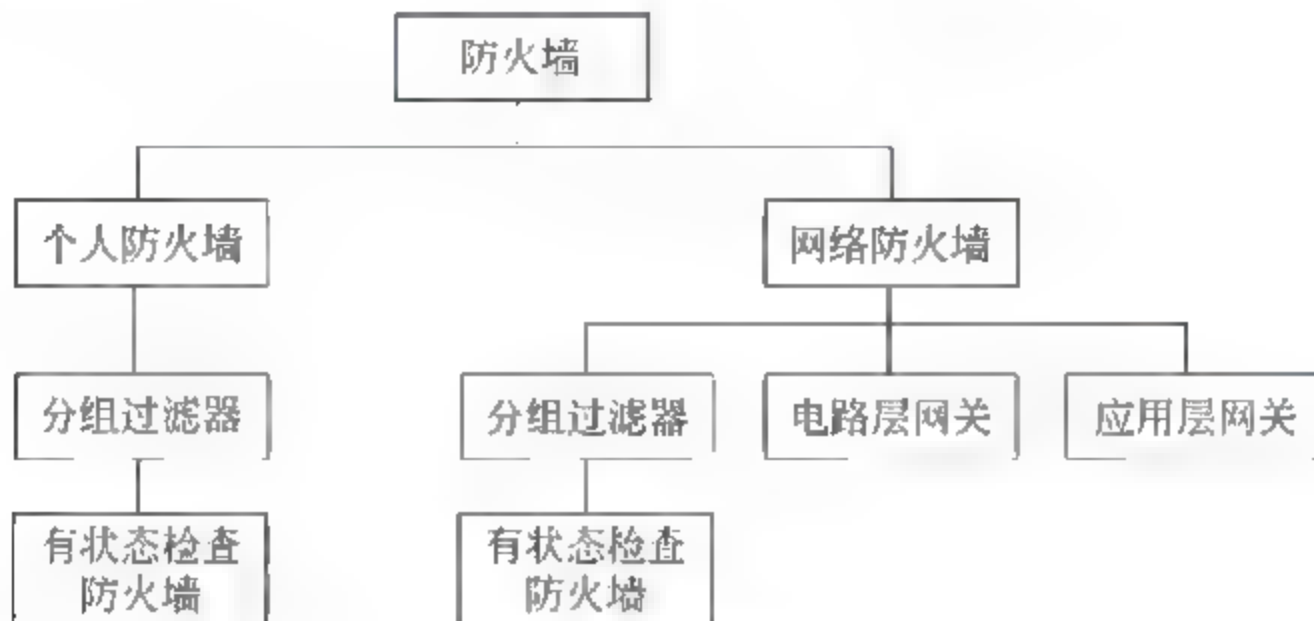 防火墙
个人防火墙
网络防火墙
分组过滤器
分组过滤器
电路层网关
应用层网关
有状态检查
防火墙
有状态检查
防火墙